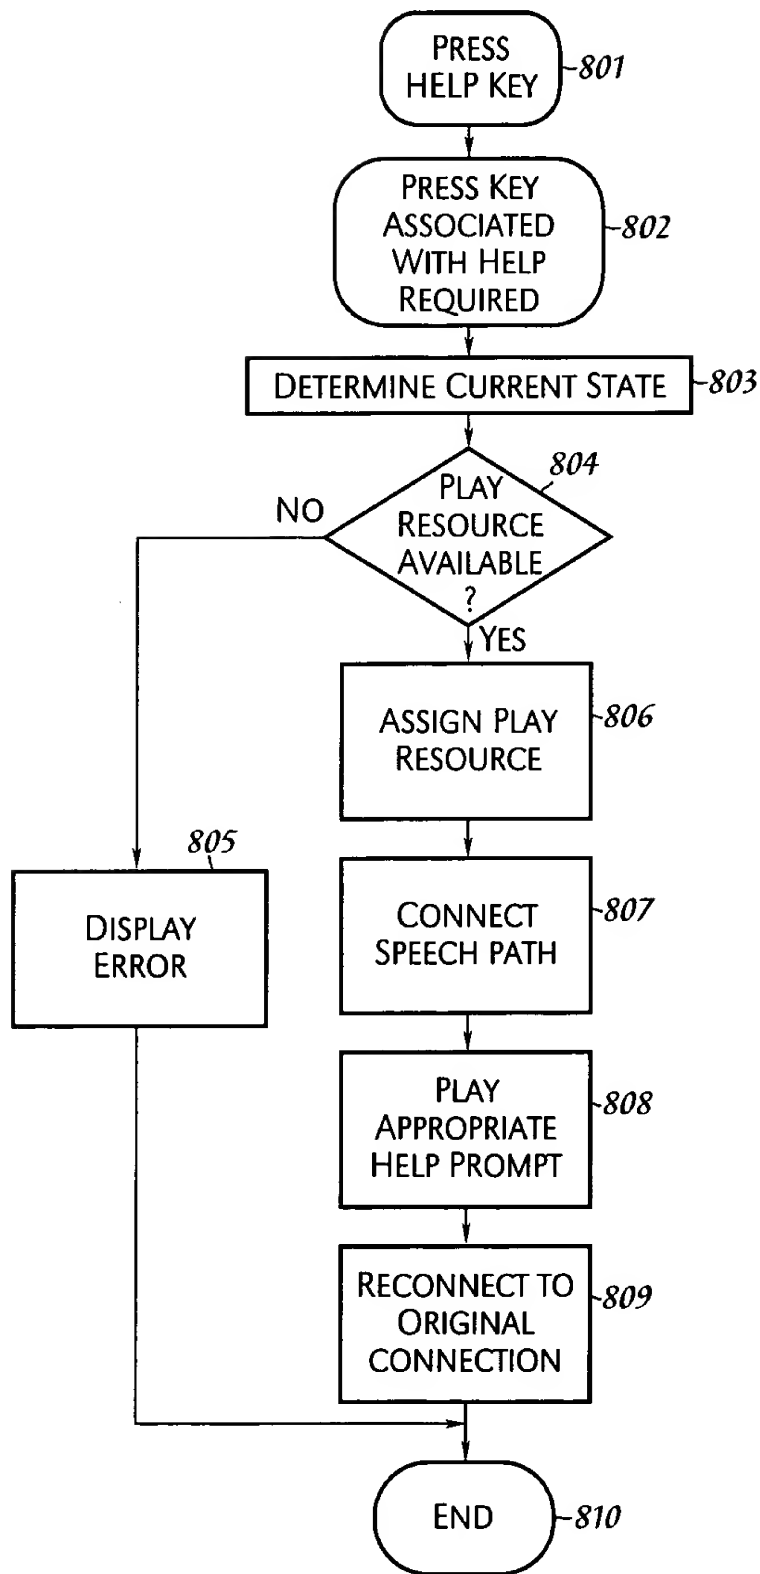 PRESS
HELP KEY
801
PRESS KEY
ASSOCIATED
WITH HELP
REQUIRED
802
DETERMINE CURRENT STATE
803
804
PLAY
RESOURCE
AVAILABLE
?
NO
YES
ASSIGN PLAY
RESOURCE
806
805
DISPLAY
ERROR
CONNECT
SPEECH PATH
807
PLAY
APPROPRIATE
HELP PROMPT
808
RECONNECT TO
ORIGINAL
CONNECTION
809
END
810